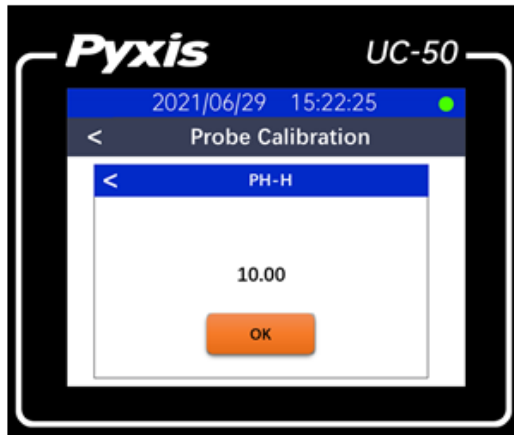 Pyxis UC-50
2021/06/29 15:22:25
< Probe Calibration
< PH-H
10.00
OK